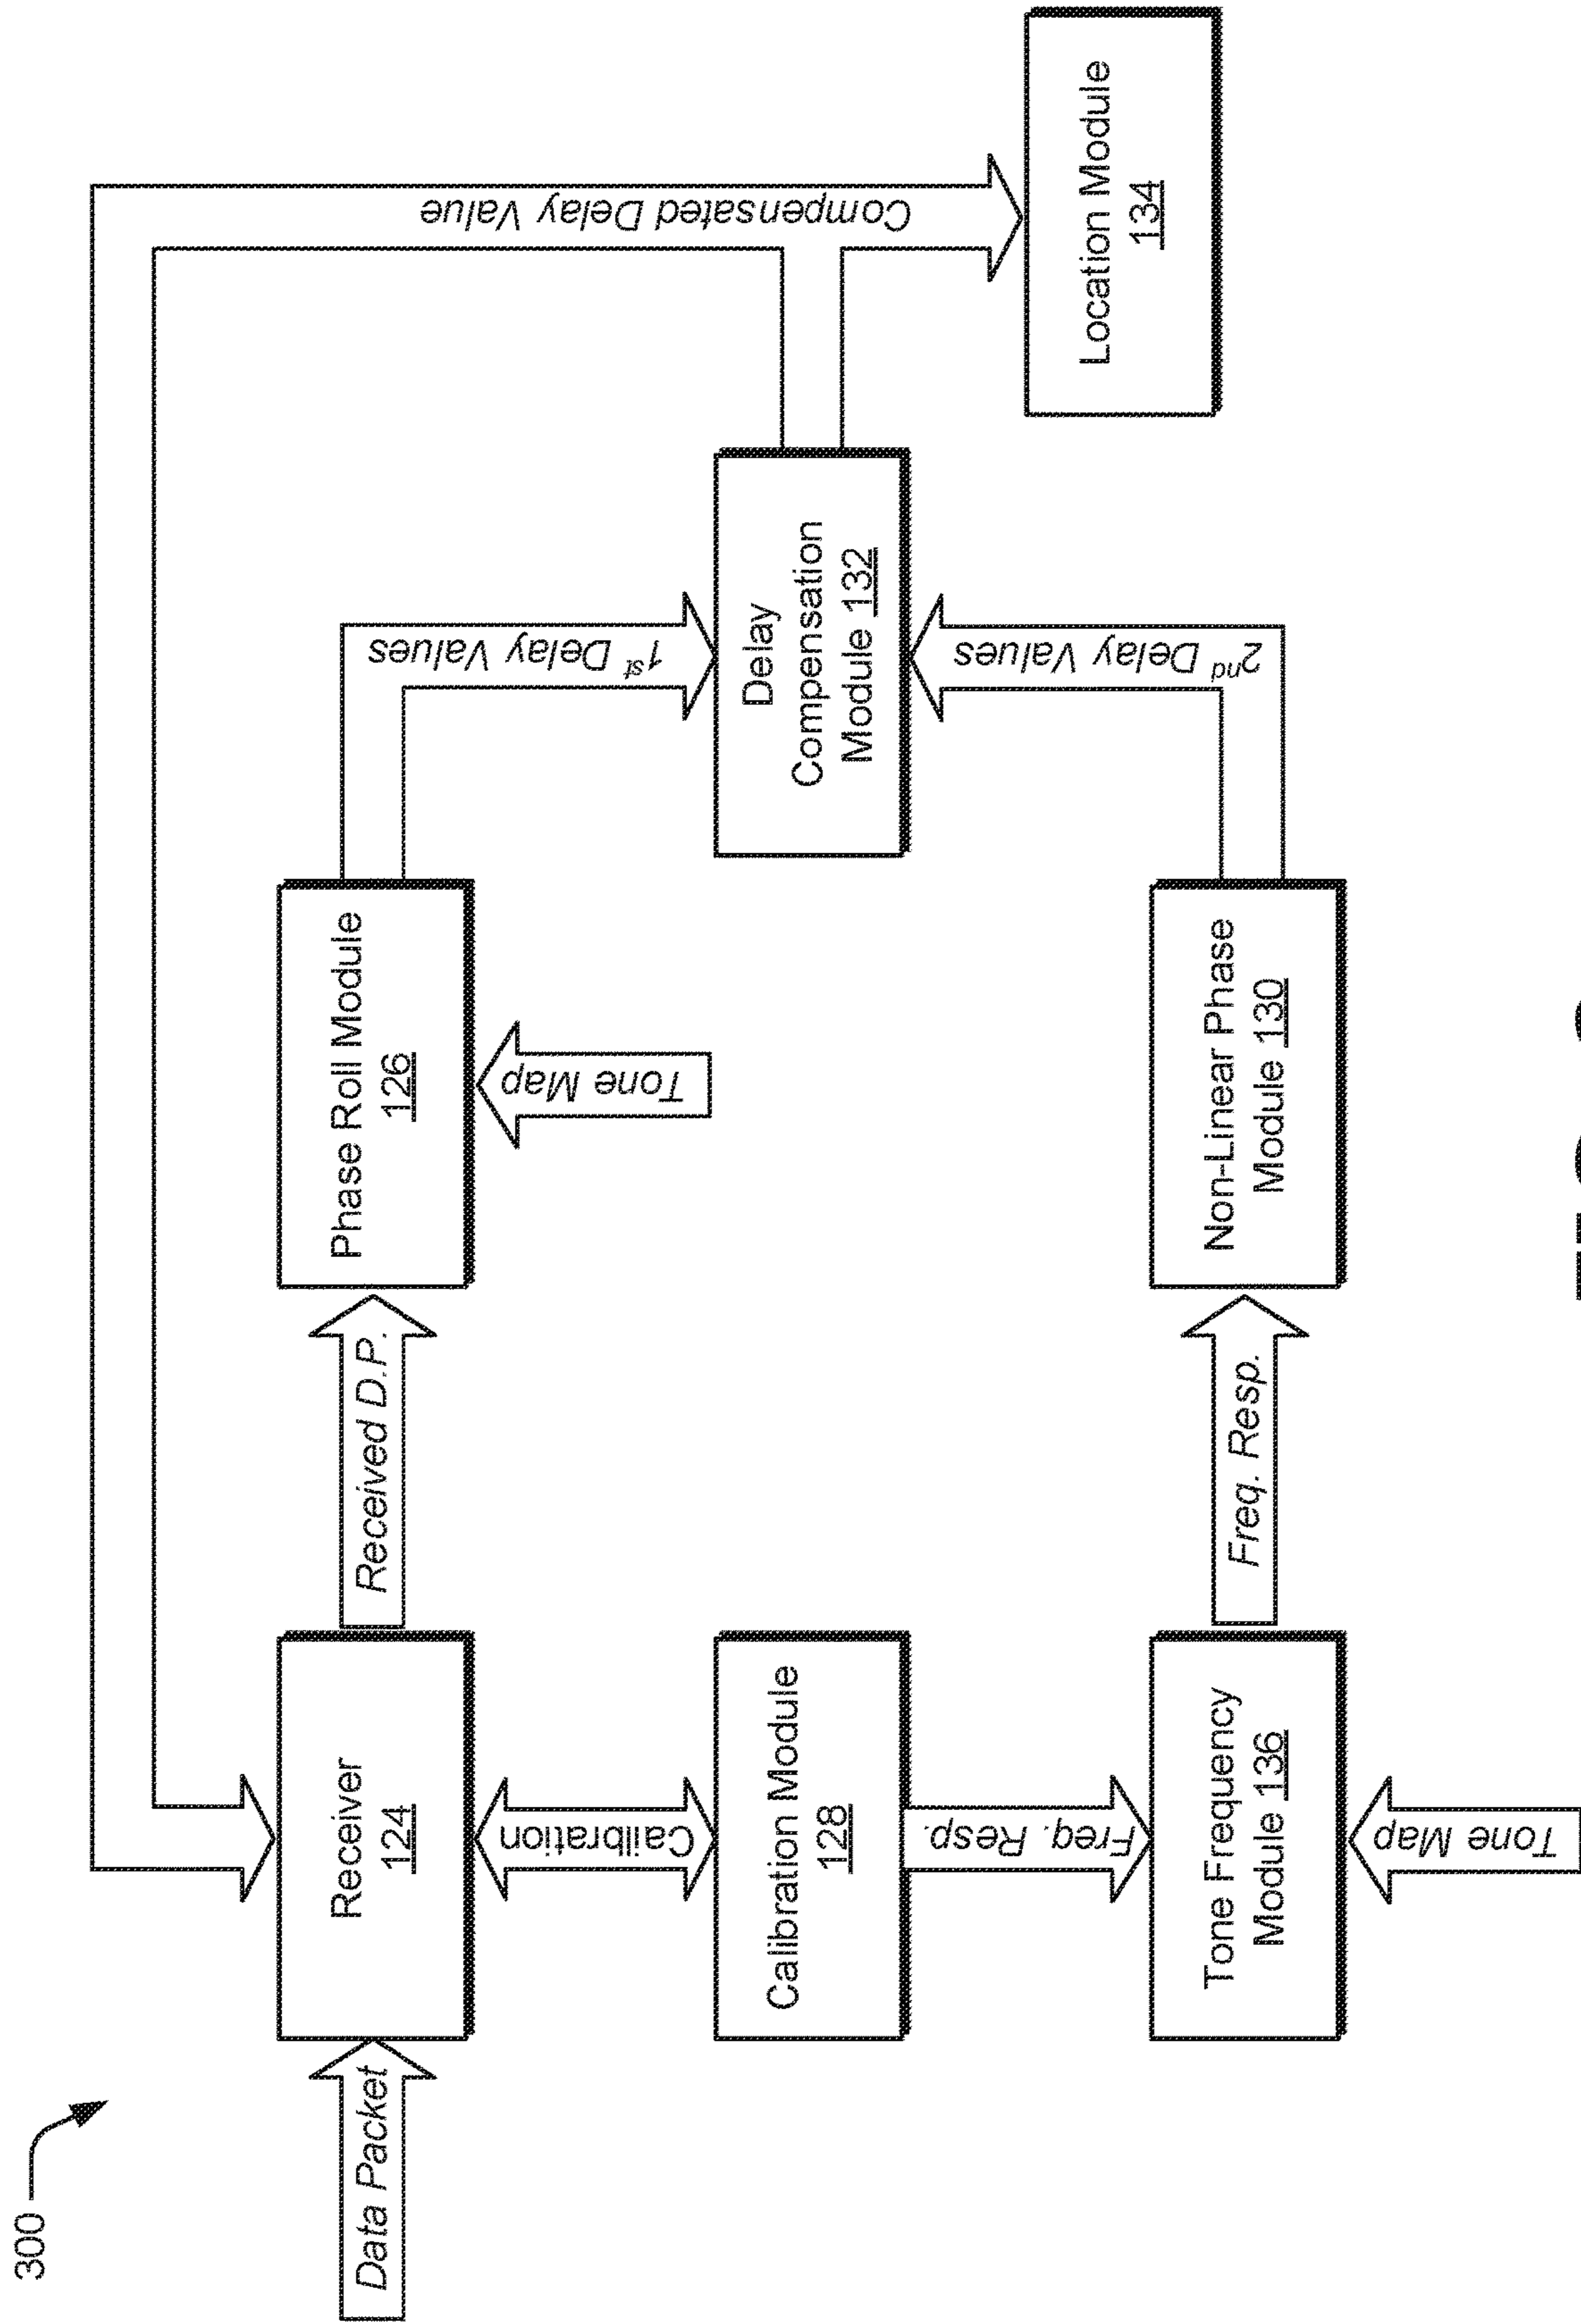 300
Data Packet
Receiver
124
Received D.P.
Phase Roll Module
126
Tone Map
1st Delay Values
Compensated Delay Value
Calibration
Calibration Module
128
Delay
Compensation
Module 132
Location Module
134
Freq. Resp.
Tone Frequency
Module 136
Tone Map
Freq. Resp.
Non-Linear Phase
Module 130
2nd Delay Values